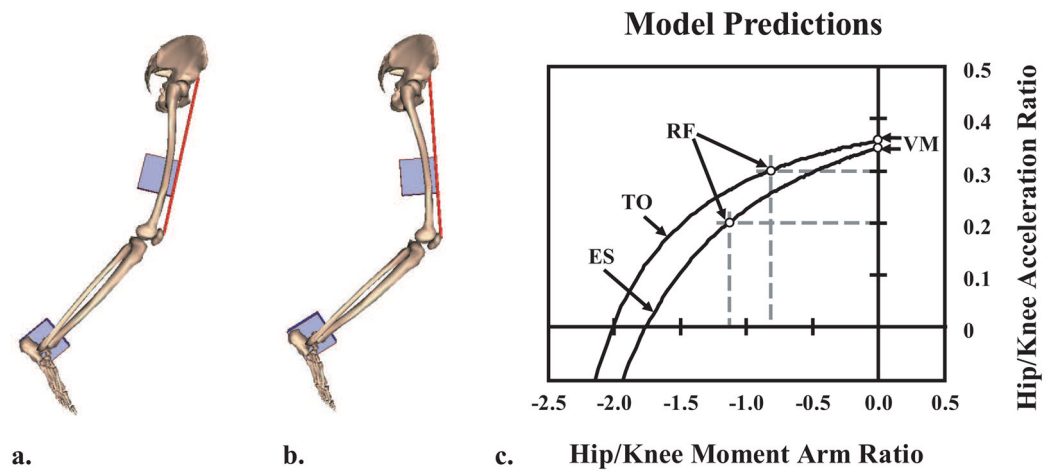 Model Predictions
0.5
0.4
0.3
0.2
0.1
0
Hip/Knee Acceleration Ratio
RF
VM
TO
ES
-2.5 -2.0 -1.5 -1.0 -0.5 0.0 0.5
a.
b.
c.
Hip/Knee Moment Arm Ratio